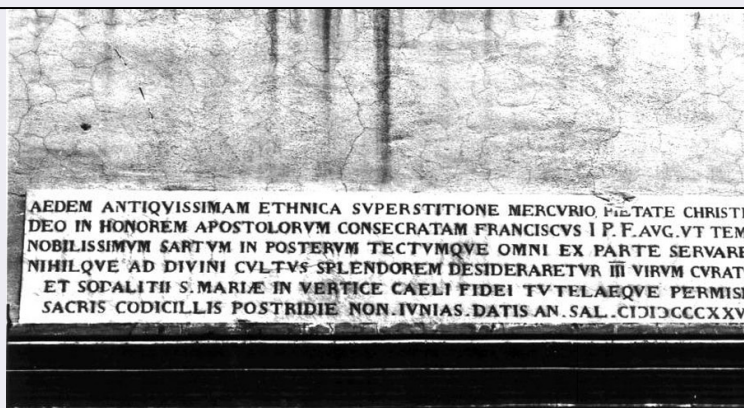 AEDEM ANTIQVISSIMAM ETHNICA SVPERSTITIONE MERCVRIO PIETATE CHRISTI
DEO IN HONOREM APOSTOLORVM CONSECRATAM FRANCISCVS I P. F. AVG. VT TEM
NOBILISSIMVM SARTVM IN POSTERVM TECTVMQVE OMNI EX PARTE SERVARE
NIHILQVE AD DIVINI CVLTVS SPLENDOREM DESIDERARETVR III VIRVM CVRAT
ET SODALITII S. MARIÆ IN VERTICE CAELI FIDEI TVTELAEQVE PERMIS
SACRIS CODICILLIS POSTRIDIE NON. IVNIAS. DATIS AN. SAL. CIↃIↃCCCXXV